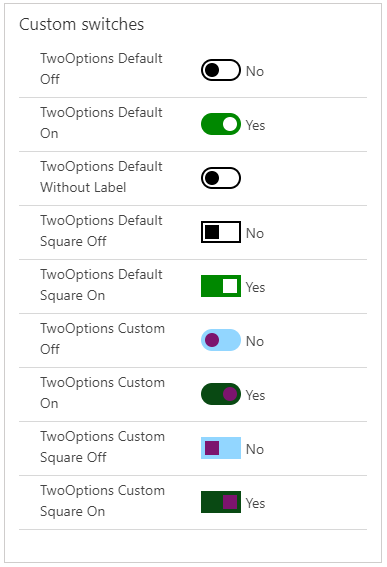 Custom switches
TwoOptions Default
Off
No
TwoOptions Default
On
Yes
TwoOptions Default
Without Label
TwoOptions Default
Square Off
No
TwoOptions Default
Square On
Yes
TwoOptions Custom
Off
No
TwoOptions Custom
On
Yes
TwoOptions Custom
Square Off
No
TwoOptions Custom
Square On
Yes